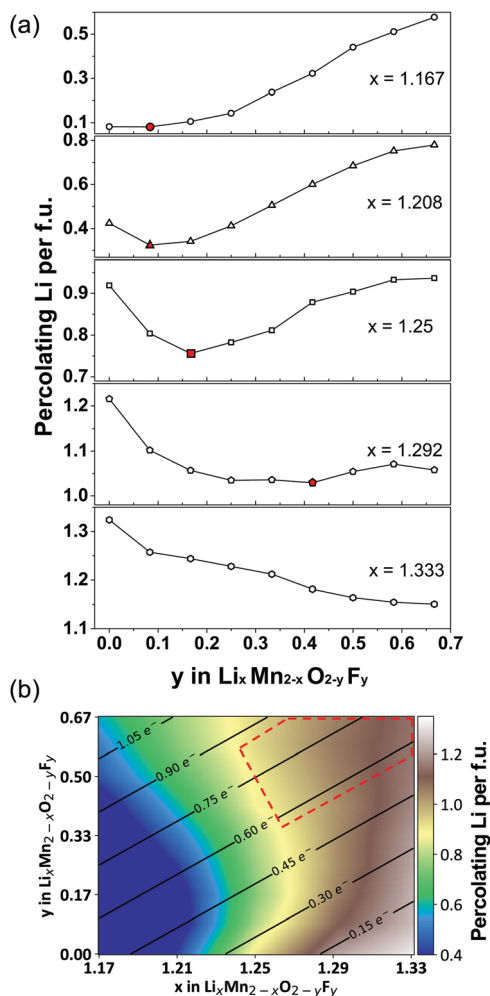 (a)
0.5
0.3
0.1
x = 1.167
0.8
0.6
0.4
x = 1.208
Percolating Li per f.u.
0.9
0.8
0.7
x = 1.25
1.2
1.1
1.0
x = 1.292
1.3
1.2
1.1
x = 1.333
0.0 0.1 0.2 0.3 0.4 0.5 0.6 0.7
y in LixMn2-xO2-yFy
(b)
0.67
0.50
0.33
0.17
0.00
y in LixMn2−xO2−yFy
1.05 e−
0.90 e−
0.75 e−
0.60 e−
0.45 e−
0.30 e−
0.15 e−
1.17 1.21 1.25 1.29 1.33
x in LixMn2−xO2−yFy
1.2
1.0
0.8
0.6
0.4
Percolating Li per f.u.